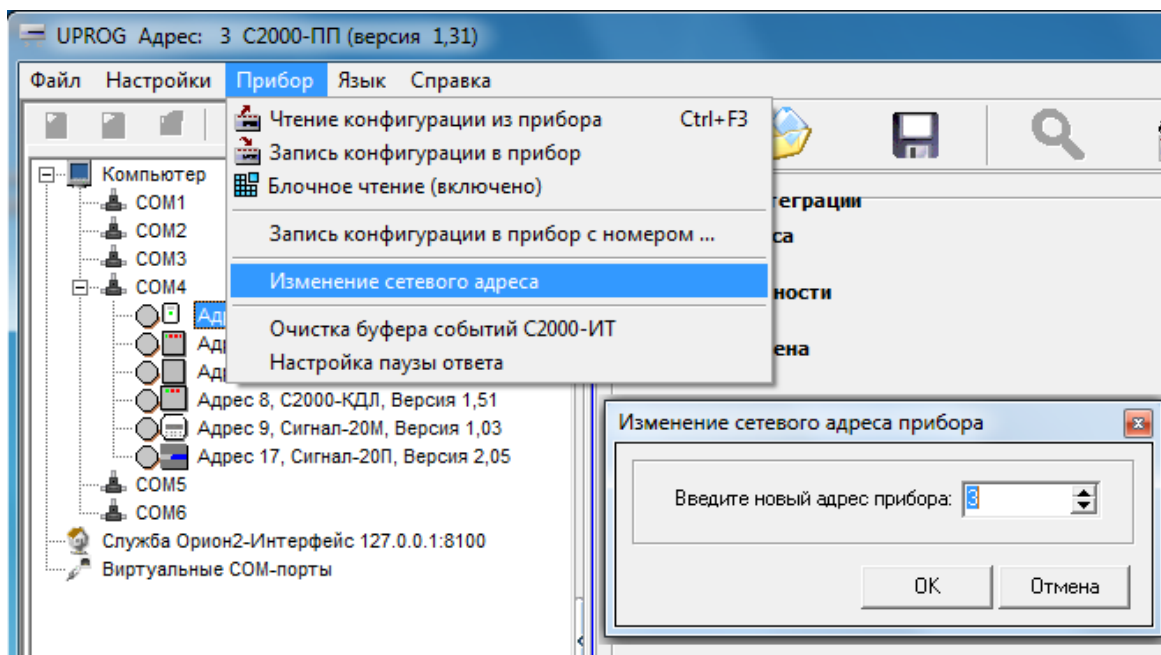 UPROG Адрес: 3 С2000-ПП (версия 1,31)
Файл Настройки Прибор Язык Справка
Чтение конфигурации из прибора Ctrl+F3
Запись конфигурации в прибор
Блочное чтение (включено)
Запись конфигурации в прибор с номером ...
Изменение сетевого адреса
Очистка буфера событий С2000-ИТ
Настройка паузы ответа
Компьютер
COM1
COM2
COM3
COM4
Адрес 8, С2000-КДЛ, Версия 1,51
Адрес 9, Сигнал-20М, Версия 1,03
Адрес 17, Сигнал-20П, Версия 2,05
COM5
COM6
Служба Орион2-Интерфейс 127.0.0.1:8100
Виртуальные COM-порты
Изменение сетевого адреса прибора
Введите новый адрес прибора: 3
OK Отмена